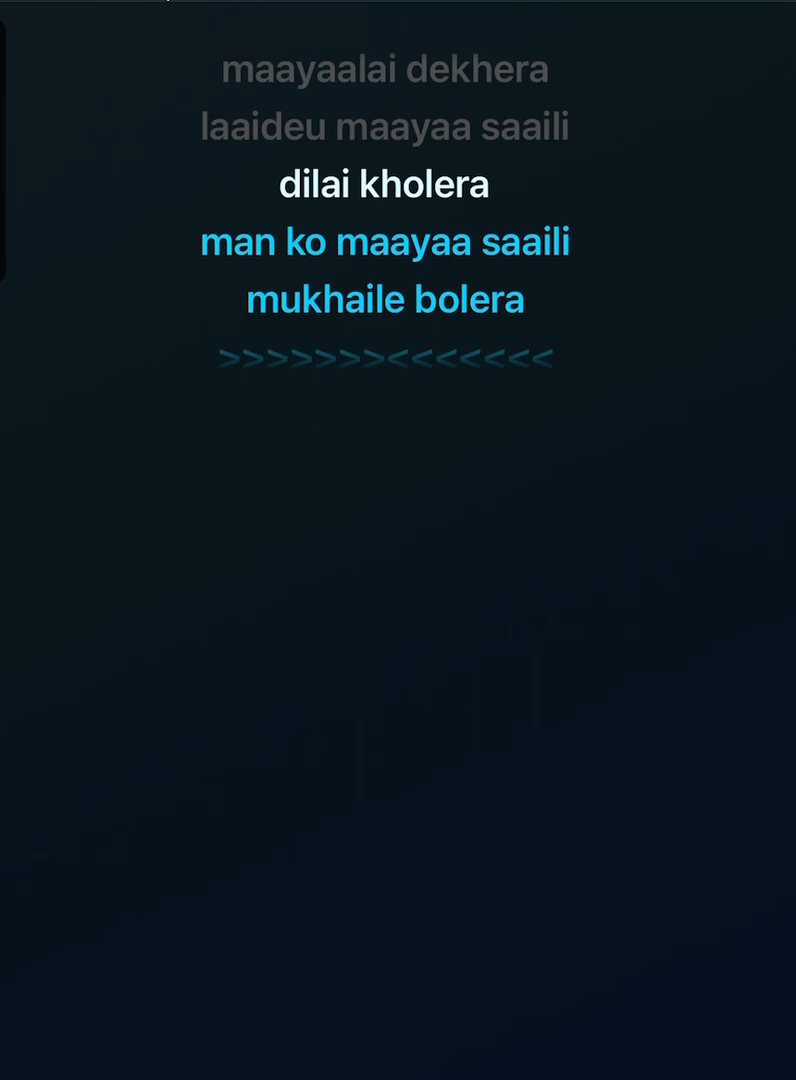 maayaalai dekhera
laaideu maayaa saaili
dilai kholera
man ko maayaa saaili
mukhaile bolera
>>>>>>><<<<<<<